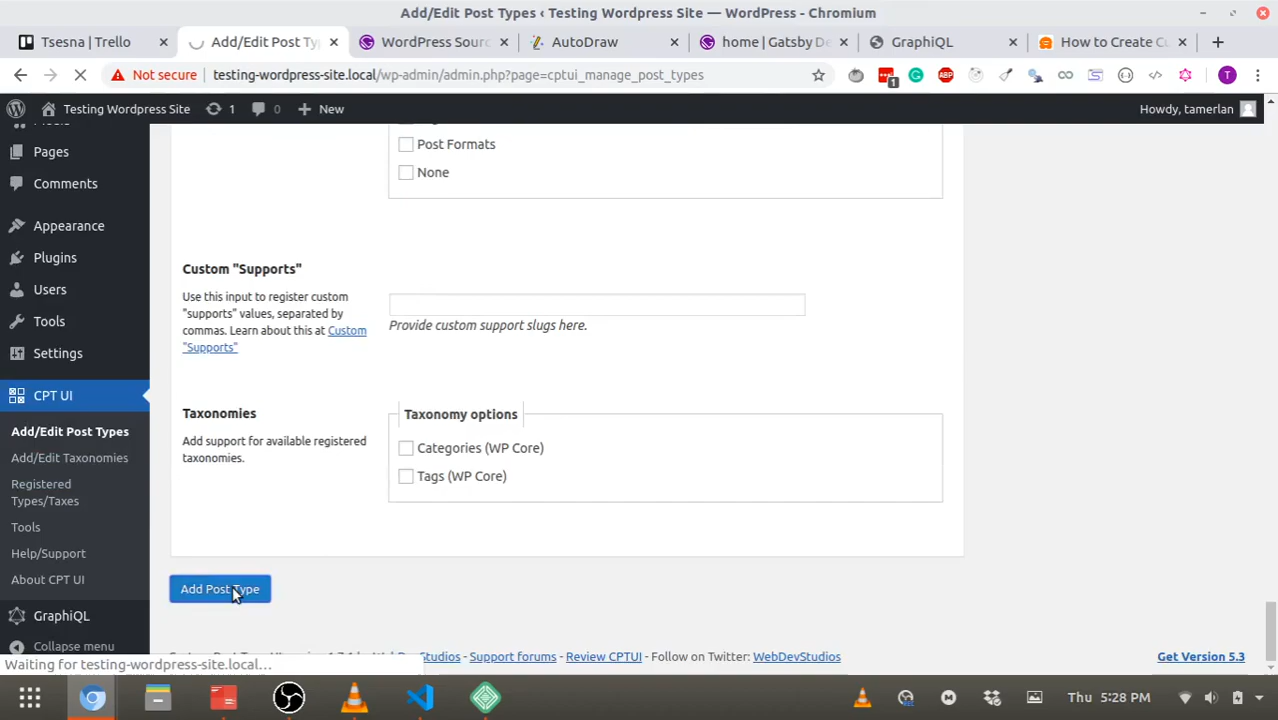 Add/Edit Post Types ‹ Testing Wordpress Site — WordPress - Chromium
Tsesna | Trello
Add/Edit Post Ty
WordPress Sour
AutoDraw
home | Gatsby De
GraphiQL
How to Create Cu
Not secure
testing-wordpress-site.local/wp-admin/admin.php?page=cptui_manage_post_types
ABP
1
T
Testing Wordpress Site
1
0
New
Howdy, tamerlan
Pages
Comments
Appearance
Plugins
Users
Tools
Settings
CPT UI
Add/Edit Post Types
Add/Edit Taxonomies
Registered
Types/Taxes
Tools
Help/Support
About CPT UI
GraphiQL
Collapse menu
Post Formats
None
Custom "Supports"
Use this input to register custom
"supports" values, separated by
commas. Learn about this at Custom
"Supports"
Provide custom support slugs here.
Taxonomies
Add support for available registered
taxonomies.
Taxonomy options
Categories (WP Core)
Tags (WP Core)
Add Post Type
DevStudios - Support forums - Review CPTUI - Follow on Twitter: WebDevStudios
Get Version 5.3
Waiting for testing-wordpress-site.local...
Thu 5:28 PM